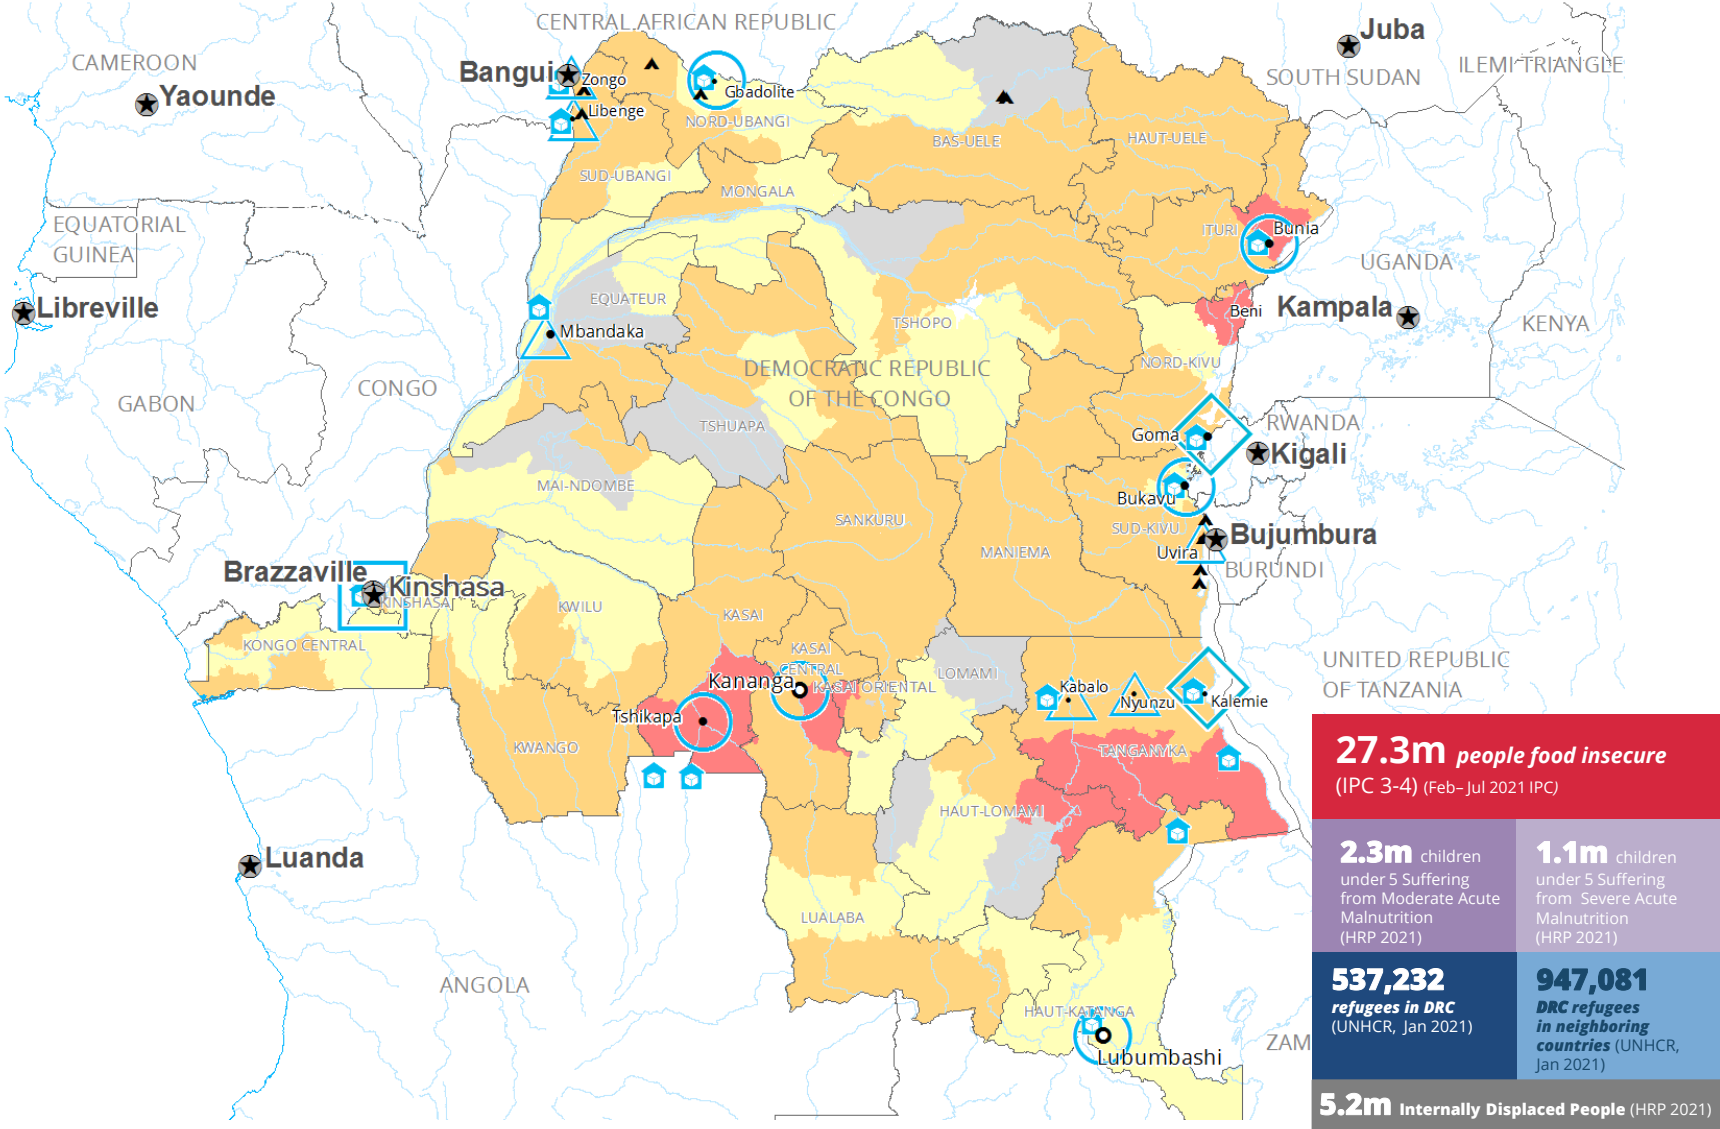 CENTRAL AFRICAN REPUBLIC
Juba
CAMEROON
Bangui
Zongo
SOUTH SUDAN
ILEMI TRIANGLE
Yaounde
Gbadolite
Libenge
NORD-UBANGI
BAS-UELE
HAUT-UELE
SUD-UBANGI
MONGALA
EQUATORIAL
GUINEA
ITURI
Bunia
UGANDA
Libreville
EQUATEUR
Beni
Kampala
KENYA
Mbandaka
TSHOPO
NORD-KIVU
DEMOCRATIC REPUBLIC
OF THE CONGO
CONGO
GABON
TSHUAPA
Goma
RWANDA
Kigali
MAI-NDOMBE
Bukavu
SANKURU
SUD-KIVU
Bujumbura
MANIEMA
Uvira
BURUNDI
Brazzaville
Kinshasa
KINSHASA
KWILU
KASAI
KONGO CENTRAL
KASAI
CENTRAL
UNITED REPUBLIC
OF TANZANIA
LOMAMI
Kananga
KASAI ORIENTAL
Kabalo
Nyunzu
Kalemie
Tshikapa
KWANGO
TANGANYKA
HAUT-LOMAMI
Luanda
LUALABA
ANGOLA
HAUT-KATANGA
Lubumbashi
ZAM
27.3m people food insecure
(IPC 3-4) (Feb– Jul 2021 IPC)
2.3m children
under 5 Suffering
from Moderate Acute
Malnutrition
(HRP 2021)
1.1m children
under 5 Suffering
from Severe Acute
Malnutrition
(HRP 2021)
537,232
refugees in DRC
(UNHCR, Jan 2021)
947,081
DRC refugees
in neighboring
countries (UNHCR,
Jan 2021)
5.2m Internally Displaced People (HRP 2021)